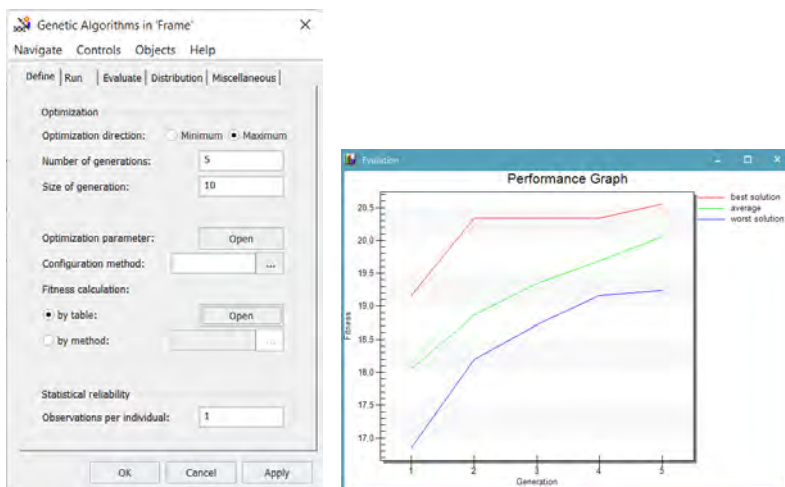 Genetic Algorithms in 'Frame'
Navigate Controls Objects Help
Define Run Evaluate Distribution Miscellaneous
Optimization
Optimization direction: Minimum Maximum
Number of generations: 5
Size of generation: 10
Optimization parameter: Open
Configuration method: ...
Fitness calculation:
by table: Open
by method: ...
Statistical reliability
Observations per individual: 1
OK Cancel Apply
Evolution
Performance Graph
best solution
average
worst solution
20.5
20.0
19.5
19.0
18.5
18.0
17.5
17.0
Fitness
1 2 3 4 5
Generation